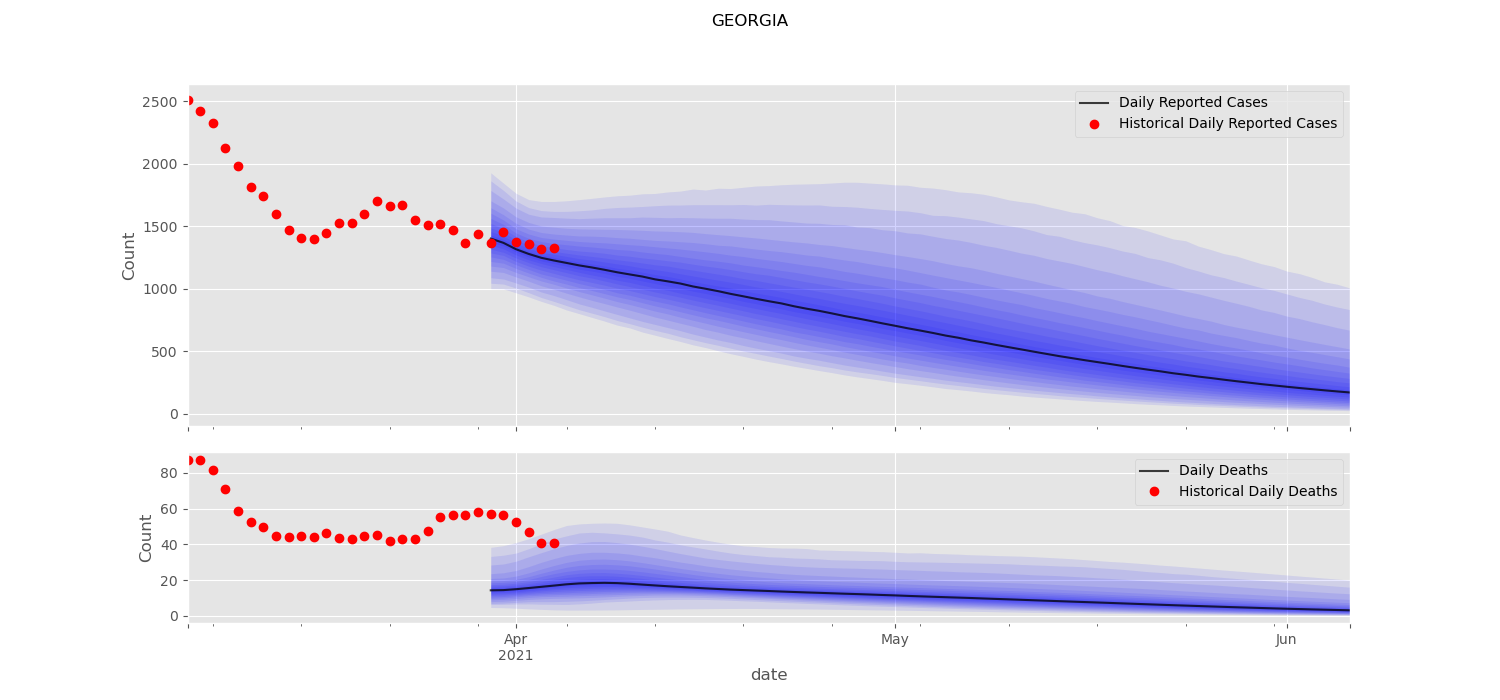 GEORGIA
Daily Reported Cases
Historical Daily Reported Cases
2500
2000
1500
1000
500
0
Count
Daily Deaths
Historical Daily Deaths
80
60
40
20
0
Count
Apr
2021
May
Jun
date